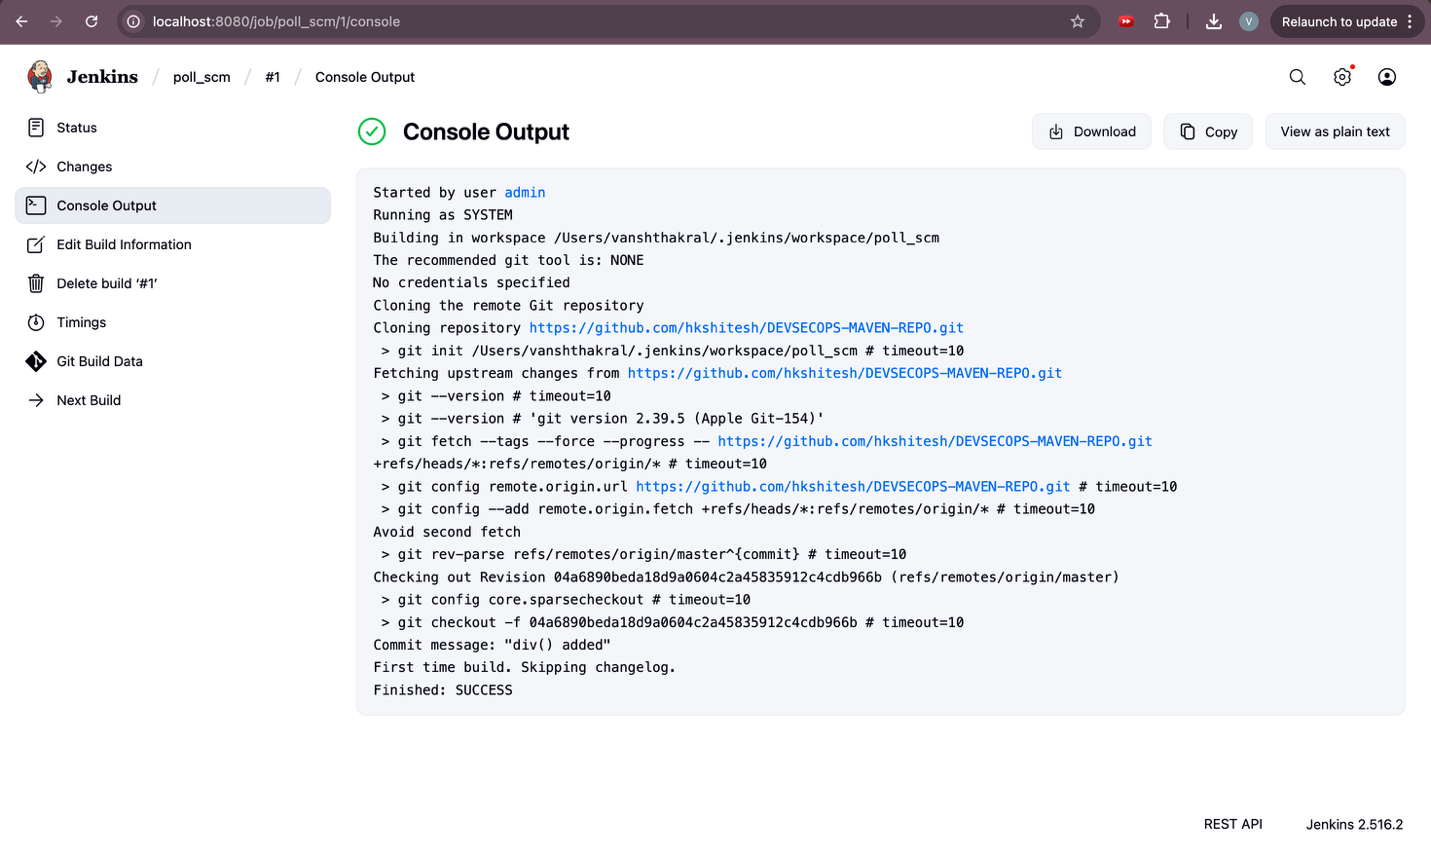 localhost:8080/job/poll_scm/1/console
V
Relaunch to update
Jenkins / poll_scm / #1 / Console Output
Status
Changes
Console Output
Edit Build Information
Delete build ‘#1’
Timings
Git Build Data
Next Build
Console Output
Download
Copy
View as plain text
Started by user admin
Running as SYSTEM
Building in workspace /Users/vanshthakral/.jenkins/workspace/poll_scm
The recommended git tool is: NONE
No credentials specified
Cloning the remote Git repository
Cloning repository https://github.com/hkshitesh/DEVSECOPS-MAVEN-REPO.git
> git init /Users/vanshthakral/.jenkins/workspace/poll_scm # timeout=10
Fetching upstream changes from https://github.com/hkshitesh/DEVSECOPS-MAVEN-REPO.git
> git --version # timeout=10
> git --version # 'git version 2.39.5 (Apple Git-154)'
> git fetch --tags --force --progress -- https://github.com/hkshitesh/DEVSECOPS-MAVEN-REPO.git
+refs/heads/*:refs/remotes/origin/* # timeout=10
> git config remote.origin.url https://github.com/hkshitesh/DEVSECOPS-MAVEN-REPO.git # timeout=10
> git config --add remote.origin.fetch +refs/heads/*:refs/remotes/origin/* # timeout=10
Avoid second fetch
> git rev-parse refs/remotes/origin/master^{commit} # timeout=10
Checking out Revision 04a6890beda18d9a0604c2a45835912c4cdb966b (refs/remotes/origin/master)
> git config core.sparsecheckout # timeout=10
> git checkout -f 04a6890beda18d9a0604c2a45835912c4cdb966b # timeout=10
Commit message: "div() added"
First time build. Skipping changelog.
Finished: SUCCESS
REST API
Jenkins 2.516.2